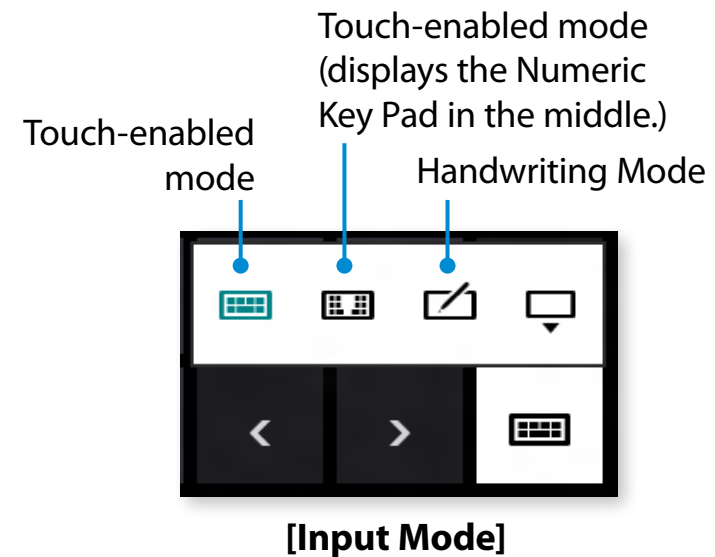 Touch-enabled mode
(displays the Numeric
Key Pad in the middle.)
Touch-enabled
mode
Handwriting Mode
[Input Mode]